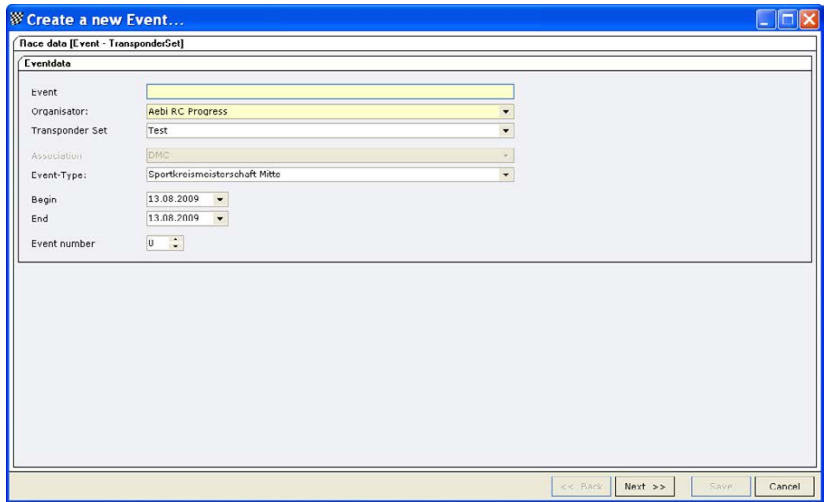 Create a new Event...
Race data [Event - TransponderSet]
Eventdata
Event
Organisator: Aebi RC Progress
Transponder Set Test
Association DMC
Event-Type: Sportkreismeisterschaft Mitte
Begin 13.08.2009
End 13.08.2009
Event number 0
<< Back Next >> Save Cancel